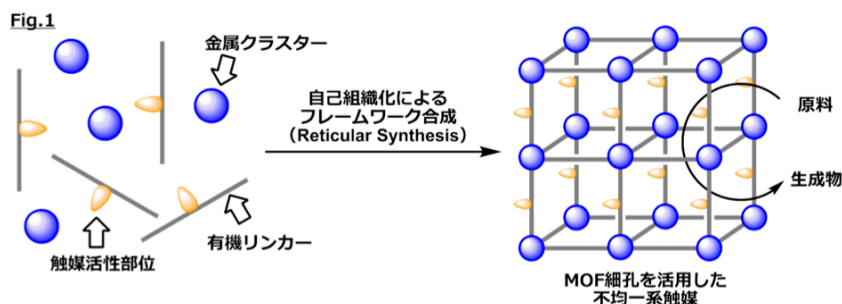 Fig.1
金属クラスター
自己組織化による
フレームワーク合成
（Reticular Synthesis）
原料
生成物
有機リンカー
触媒活性部位
MOF細孔を活用した
不均一系触媒